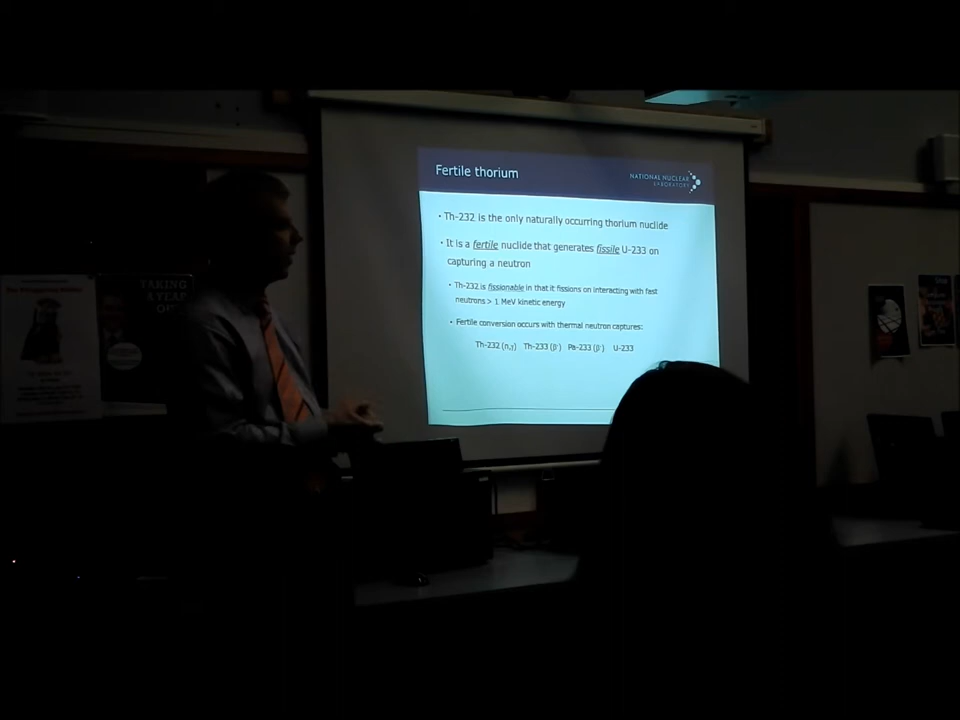 Fertile thorium
NATIONAL NUCLEAR
LABORATORY
• Th-232 is the only naturally occurring thorium nuclide
• It is a fertile nuclide that generates fissile U-233 on
capturing a neutron
• Th-232 is fissionable in that it fissions on interacting with fast
neutrons > 1 MeV kinetic energy
• Fertile conversion occurs with thermal neutron captures:
Th-232 (n,γ) Th-233 (β⁻) Pa-233 (β⁻) U-233
TAKING
A YEAR